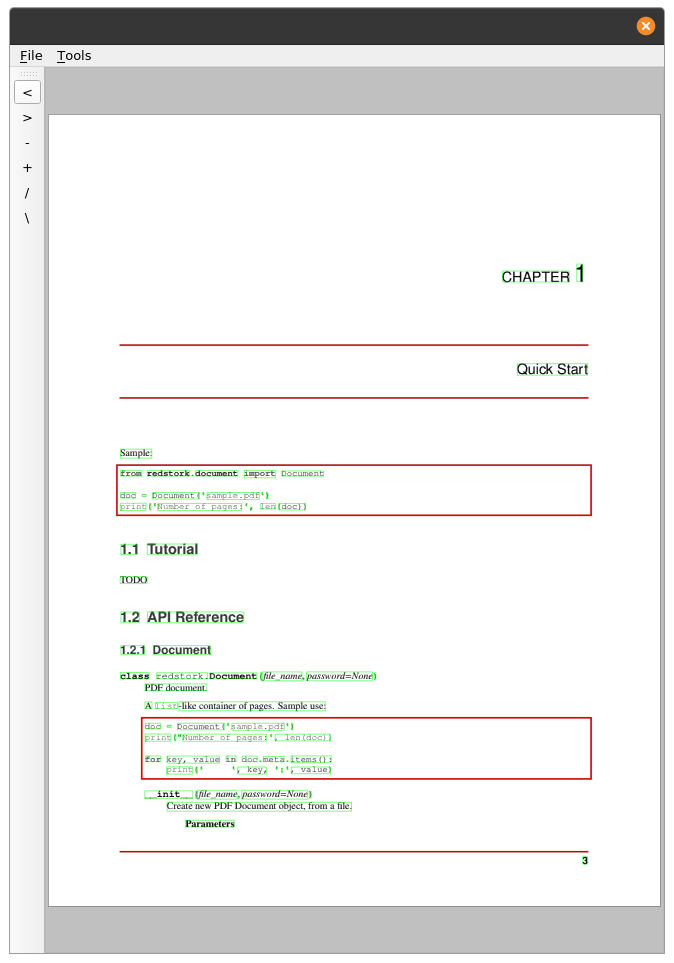 File Tools
<
>
-
+
/
\
CHAPTER 1
Quick Start
Sample:
from redstork.document import Document
doc = Document('sample.pdf')
print('Number of pages:', len(doc))
1.1 Tutorial
TODO
1.2 API Reference
1.2.1 Document
class redstork.Document(file_name, password=None)
PDF document.
A list-like container of pages. Sample use:
doc = Document('sample.pdf')
print("Number of pages:', len(doc))
for key, value in doc.meta.items():
print('    ', key, ':', value)
__init__(file_name, password=None)
Create new PDF Document object, from a file.
Parameters
3